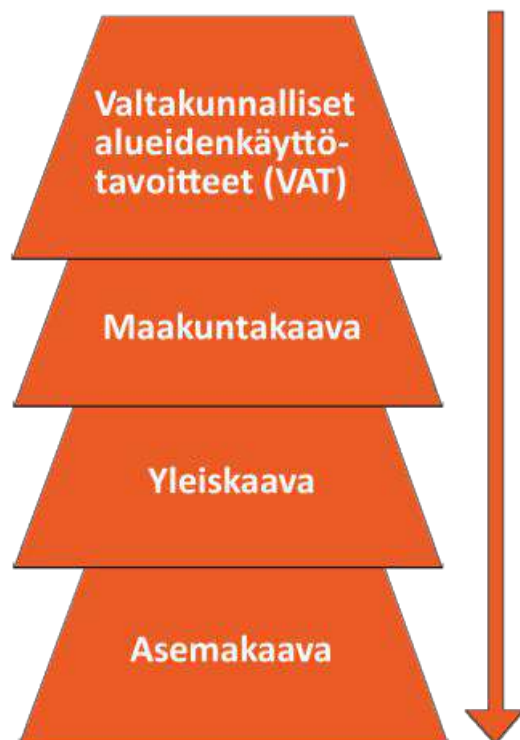 Valtakunnalliset
alueidenkäyttö-
tavoitteet (VAT)
Maakuntakaava
Yleiskaava
Asemakaava